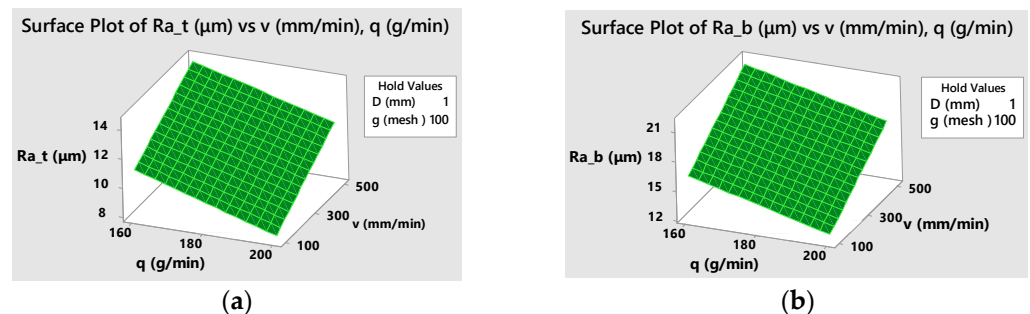 Surface Plot of Ra_t (µm) vs v (mm/min), q (g/min)
Hold Values
D (mm) 1
g (mesh ) 100
14
12
Ra_t (µm)
10
8
500
300
v (mm/min)
100
160
180
200
q (g/min)
(a)
Surface Plot of Ra_b (µm) vs v (mm/min), q (g/min)
Hold Values
D (mm) 1
g (mesh ) 100
21
18
Ra_b (µm)
15
12
500
300
v (mm/min)
100
160
180
200
q (g/min)
(b)